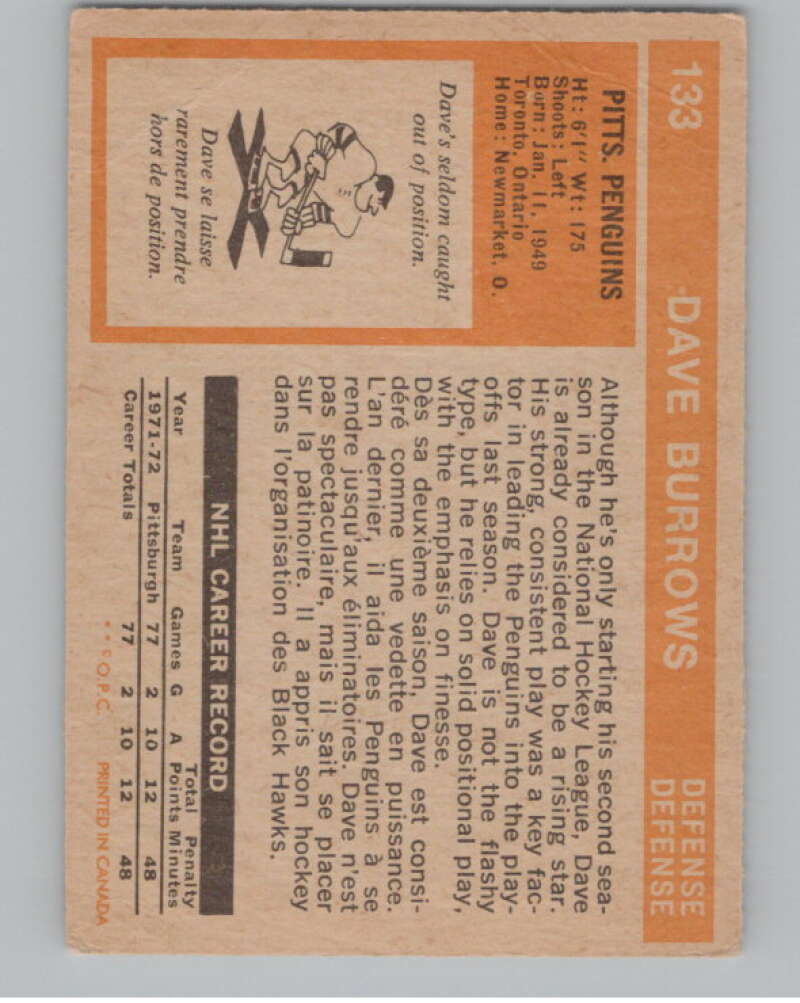 133 DAVE BURROWS DEFENSE
DEFENSE
PITTS. PENGUINS
Ht: 6'1" Wt: 175
Shoots: Left
Born: Jan. 11, 1949
Toronto, Ontario
Home: Newmarket, O.
Dave's seldom caught
out of position.
Dave se laisse
rarement prendre
hors de position.
Although he's only starting his second sea-
son in the National Hockey League, Dave
is already considered to be a rising star.
His strong, consistent play was a key fac-
tor in leading the Penguins into the play-
offs last season. Dave is not the flashy
type, but he relies on solid positional play,
with the emphasis on finesse.
Dès sa deuxième saison, Dave est consi-
déré comme une vedette en puissance.
L'an dernier, il aida les Penguins à se
rendre jusqu'aux éliminatoires. Dave n'est
pas spectaculaire, mais il sait se placer
sur la patinoire. Il a appris son hockey
dans l'organisation des Black Hawks.
NHL CAREER RECORD
Total Penalty
Year Team Games G A Points Minutes
1971-72 Pittsburgh 77 2 10 12 48
Career Totals 77 2 10 12 48
* * © O.P.C. PRINTED IN CANADA